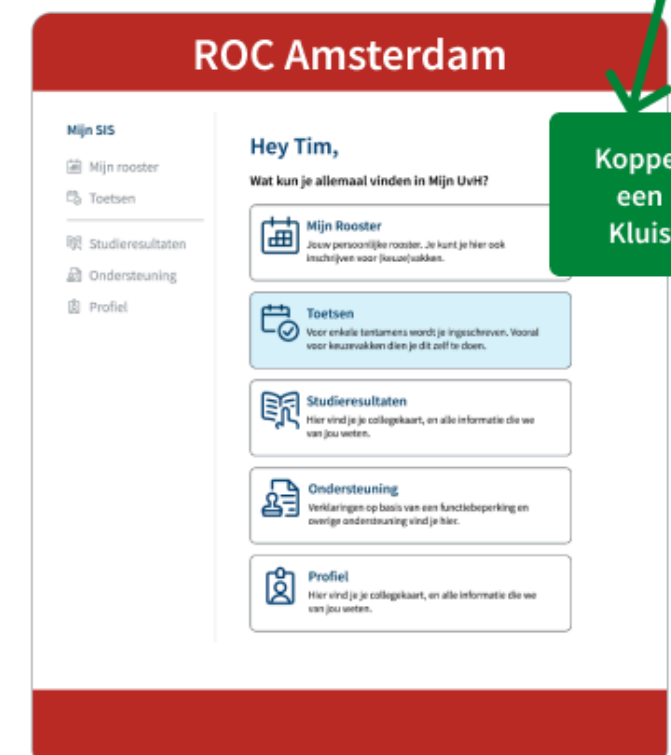 ROC Amsterdam
Mijn SIS
Mijn rooster
Toetsen
Studieresultaten
Ondersteuning
Profiel
Hey Tim,
Wat kun je allemaal vinden in Mijn UvH?
Mijn Rooster
Jouw persoonlijke rooster. Je kunt je hier ook
inschrijven voor (keuze)vakken.
Toetsen
Voor enkele tentamens wordt je ingeschreven. Vooral
voor keuzevakken dien je dit zelf te doen.
Studieresultaten
Hier vind je je collegekaart, en alle informatie die we
van jou weten.
Ondersteuning
Verklaringen op basis van een functiebeperking en
overige ondersteuning vind je hier.
Profiel
Hier vind je je collegekaart, en alle informatie die we
van jou weten.
Koppe
een
Kluis